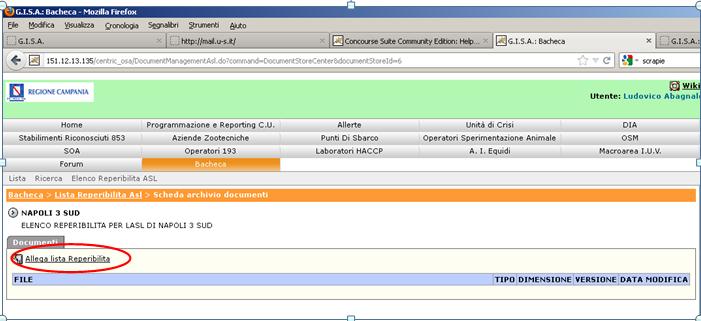 G.I.S.A.: Bacheca - Mozilla Firefox
File Modifica Visualizza Cronologia Segnalibri Strumenti Aiuto
G.I.S.A. × http://mail.u-s.it/ × Concourse Suite Community Edition: Help... × G.I.S.A.: Bacheca × G.I.S.A.:
151.12.13.135/centric_osa/DocumentManagementAsl.do?command=DocumentStoreCenter&documentStoreId=6 scrapie
REGIONE CAMPANIA Wiki
Utente: Ludovico Abagnale
Home Programmazione e Reporting C.U. Allerte Unità di Crisi DIA
Stabilimenti Riconosciuti 853 Aziende Zootecniche Punti Di Sbarco Operatori Sperimentazione Animale OSM
SOA Operatori 193 Laboratori HACCP A. I. Equidi Macroarea I.U.V.
Forum Bacheca
Lista Ricerca Elenco Reperibilità ASL
Bacheca > Lista Reperibilita Asl > Scheda archivio documenti
NAPOLI 3 SUD
ELENCO REPERIBILITA PER LASL DI NAPOLI 3 SUD
Documenti
Allega lista Reperibilita
FILE TIPO DIMENSIONE VERSIONE DATA MODIFICA